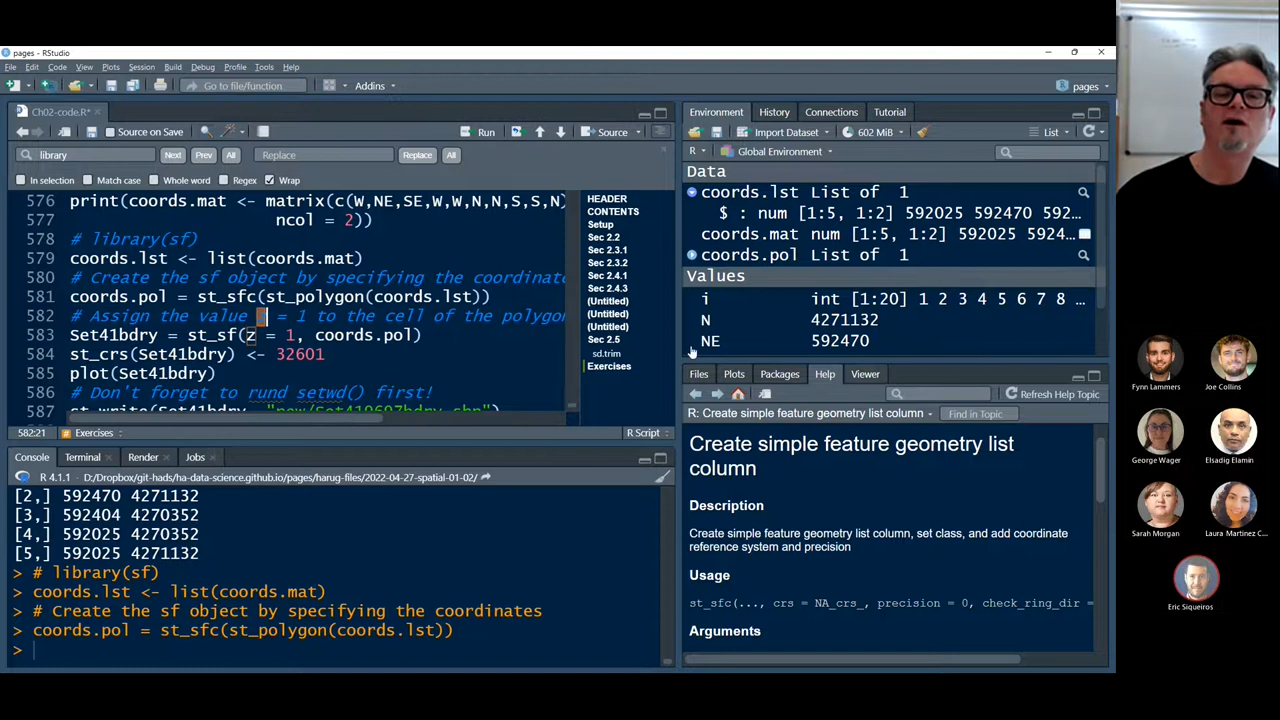 pages - RStudio
File Edit Code View Plots Session Build Debug Profile Tools Help
Go to file/function
Addins
pages
Ch02-code.R*
Source on Save
Run
Source
library
Next
Prev
All
Replace
Replace
All
In selection
Match case
Whole word
Regex
Wrap
576 print(coords.mat <- matrix(c(W,NE,SE,W,W,N,N,S,S,N)
577 ncol = 2))
578 # library(sf)
579 coords.lst <- list(coords.mat)
580 # Create the sf object by specifying the coordinate
581 coords.pol = st_sfc(st_polygon(coords.lst))
582 # Assign the value = 1 to the cell of the polygon
583 Set41bdry = st_sf(z = 1, coords.pol)
584 st_crs(Set41bdry) <- 32601
585 plot(Set41bdry)
586 # Don't forget to rund setwd() first!
587 st_write(Set41bdry, "new/Set419697bdry.shp")
HEADER
CONTENTS
Setup
Sec 2.2
Sec 2.3.1
Sec 2.3.2
Sec 2.4.1
Sec 2.4.3
(Untitled)
(Untitled)
(Untitled)
Sec 2.5
sd.trim
Exercises
582:21
Exercises
R Script
Console Terminal Render Jobs
R 4.1.1 · D:/Dropbox/git-hads/ha-data-science.github.io/pages/harug-files/2022-04-27-spatial-01-02/
[2,] 592470 4271132
[3,] 592404 4270352
[4,] 592025 4270352
[5,] 592025 4271132
> # library(sf)
> coords.lst <- list(coords.mat)
> # Create the sf object by specifying the coordinates
> coords.pol = st_sfc(st_polygon(coords.lst))
>
Environment History Connections Tutorial
Import Dataset
602 MiB
List
R
Global Environment
Data
coords.lst List of 1
$ : num [1:5, 1:2] 592025 592470 592...
coords.mat num [1:5, 1:2] 592025 5924...
coords.pol List of 1
Values
i int [1:20] 1 2 3 4 5 6 7 8 ...
N 4271132
NE 592470
Files Plots Packages Help Viewer
Refresh Help Topic
R: Create simple feature geometry list column
Find in Topic
Create simple feature geometry list
column
Description
Create simple feature geometry list column, set class, and add coordinate
reference system and precision
Usage
st_sfc(..., crs = NA_crs_, precision = 0, check_ring_dir =
Arguments
Fynn Lammers
Joe Collins
George Wager
Elsadig Elamin
Sarah Morgan
Laura Martinez C...
Eric Siqueiros